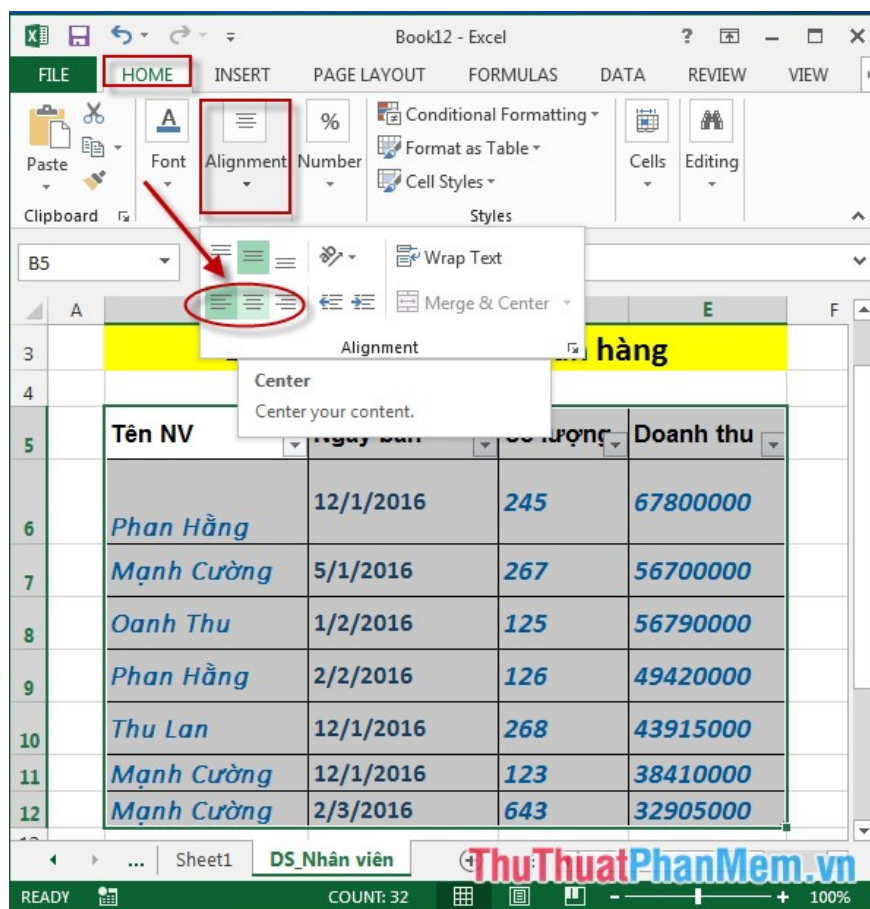 Book12 - Excel
FILE HOME INSERT PAGE LAYOUT FORMULAS DATA REVIEW VIEW
Paste
Font
Alignment
Number
Conditional Formatting
Format as Table
Cell Styles
Cells
Editing
Clipboard
Styles
B5
Wrap Text
Merge & Center
Alignment
A E F
3 hàng
Center
Center your content.
4
5 Tên NV Ngày bán Số lượng Doanh thu
6 Phan Hằng 12/1/2016 245 67800000
7 Mạnh Cường 5/1/2016 267 56700000
8 Oanh Thu 1/2/2016 125 56790000
9 Phan Hằng 2/2/2016 126 49420000
10 Thu Lan 12/1/2016 268 43915000
11 Mạnh Cường 12/1/2016 123 38410000
12 Mạnh Cường 2/3/2016 643 32905000
... Sheet1 DS_Nhân viên
ThuThuatPhanMem.vn
READY COUNT: 32 100%